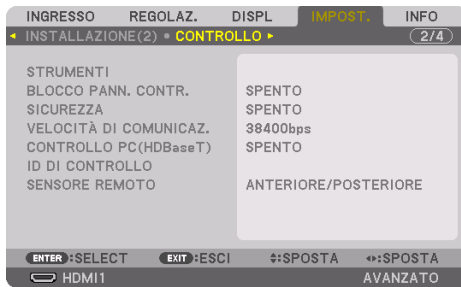 INGRESSO REGOLAZ. DISPL IMPOST. INFO
◄ INSTALLAZIONE(2) • CONTROLLO ► 2/4
STRUMENTI
BLOCCO PANN. CONTR. SPENTO
SICUREZZA SPENTO
VELOCITÀ DI COMUNICAZ. 38400bps
CONTROLLO PC(HDBaseT) SPENTO
ID DI CONTROLLO
SENSORE REMOTO ANTERIORE/POSTERIORE
ENTER:SELECT EXIT:ESCI ♦:SPOSTA ◂▸:SPOSTA
HDMI1 AVANZATO